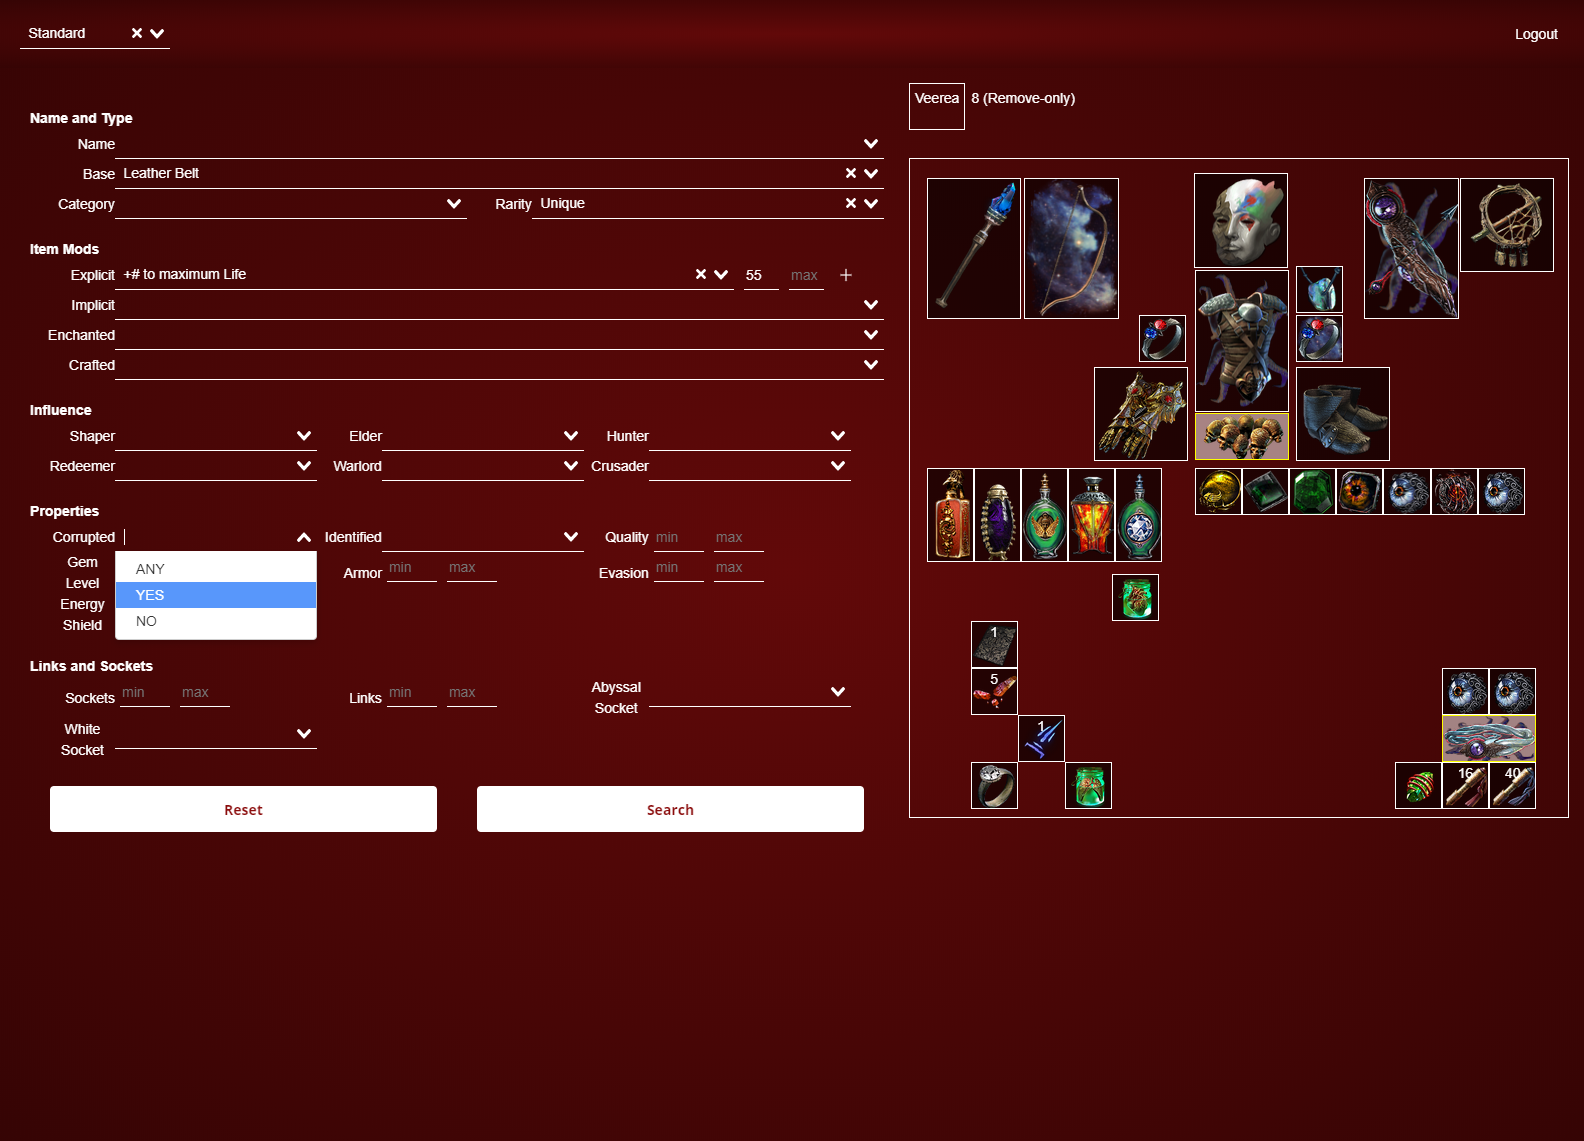 Standard
Logout
Veerea 8 (Remove-only)
Name and Type
Name
Base Leather Belt
Category Rarity Unique
Item Mods
Explicit +# to maximum Life 55 max
Implicit
Enchanted
Crafted
Influence
Shaper Elder Hunter
Redeemer Warlord Crusader
Properties
Corrupted Identified Quality min max
Gem
Level
Armor min max Evasion min max
Energy
Shield
ANY
YES
NO
Links and Sockets
Sockets min max Links min max Abyssal
Socket
White
Socket
Reset Search
1
5
1
16 40